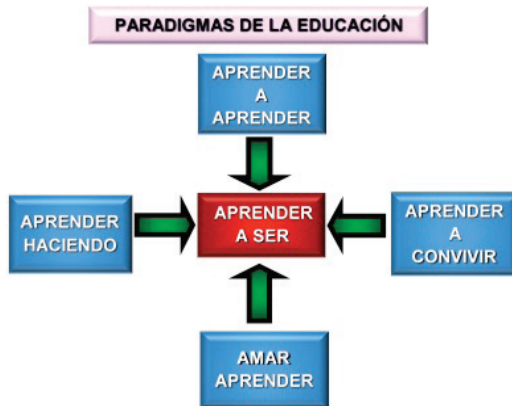 PARADIGMAS DE LA EDUCACIÓN
APRENDER
A
APRENDER
APRENDER
HACIENDO
APRENDER
A SER
APRENDER
A
CONVIVIR
AMAR
APRENDER